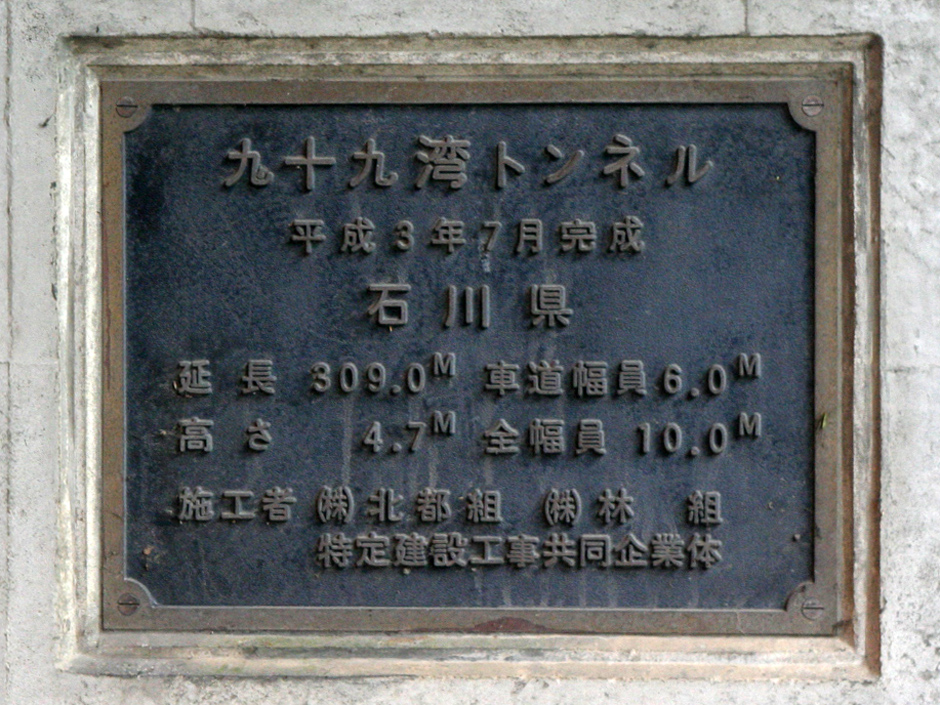 九十九湾トンネル
平成3年7月完成
石川県
延長 309.0M 車道幅員 6.0M
高さ 4.7M 全幅員 10.0M
施工者 ㈱北都組 ㈱林組
特定建設工事共同企業体